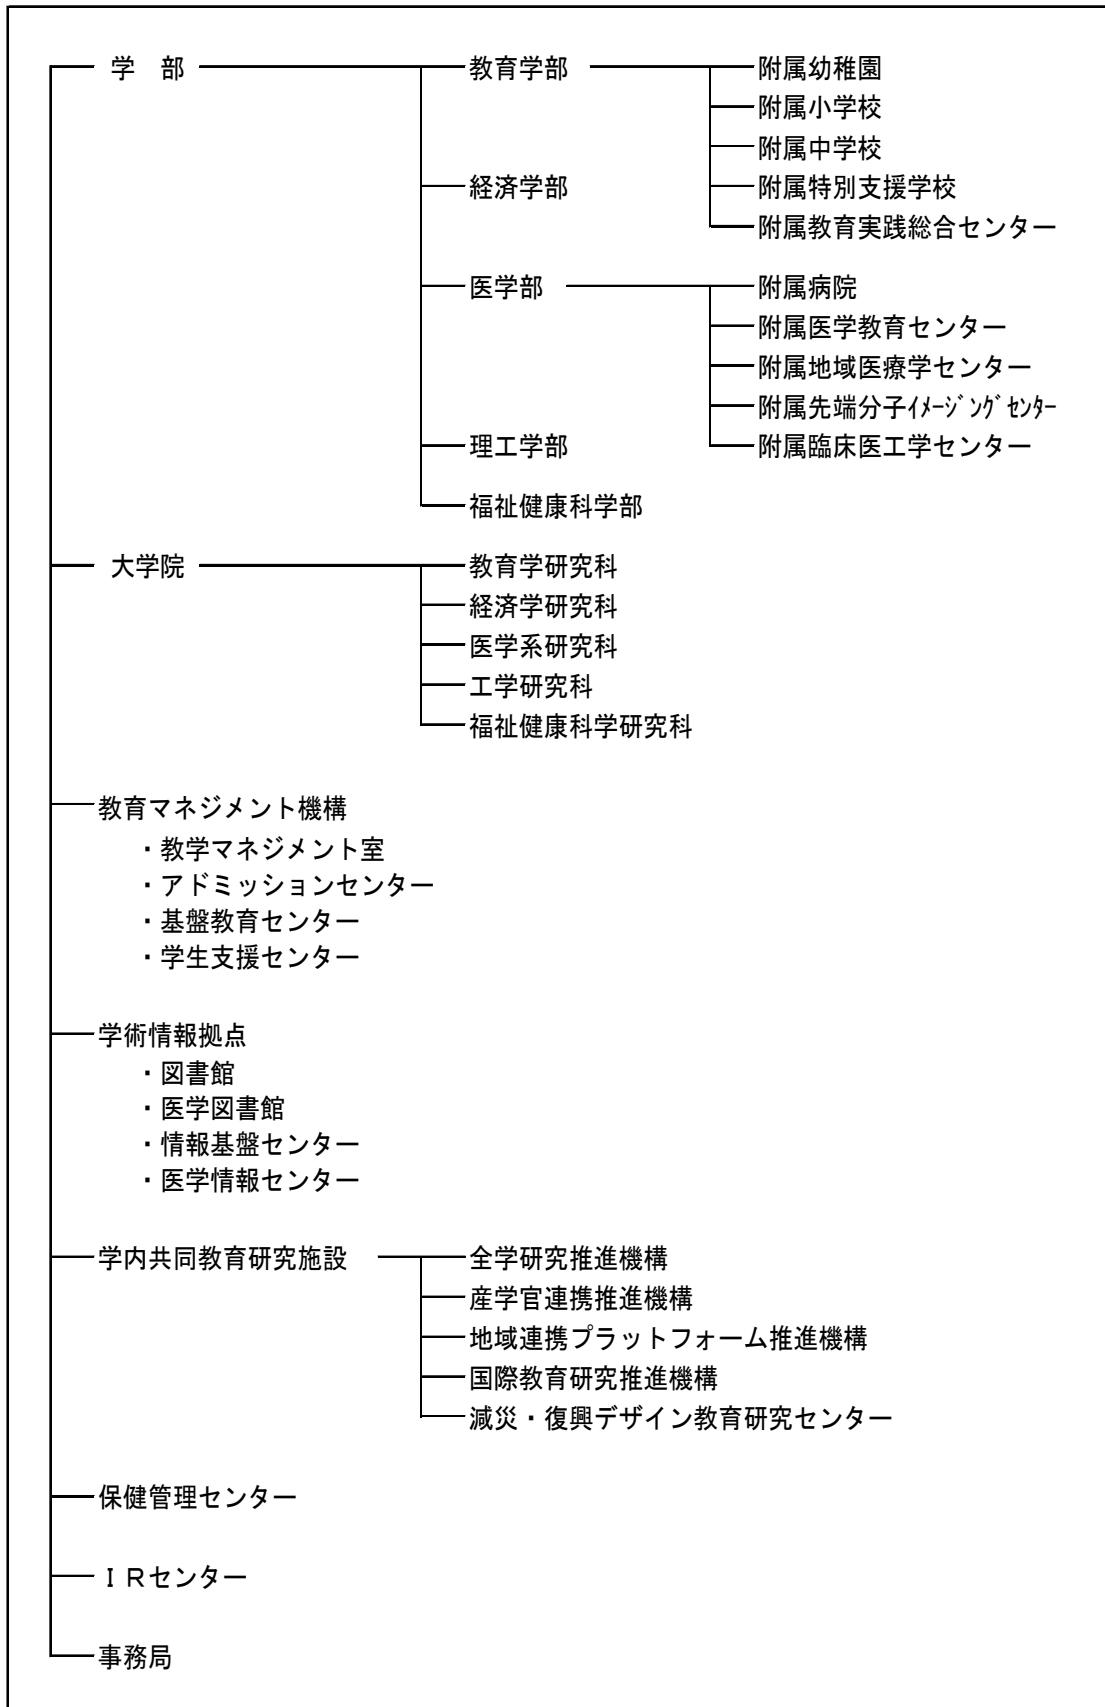 学　部　教育学部　附属幼稚園
附属小学校
附属中学校
経済学部　附属特別支援学校
附属教育実践総合センター
医学部　附属病院
附属医学教育センター
附属地域医療学センター
附属先端分子ｲﾒｰｼﾞﾝｸﾞｾﾝﾀｰ
理工学部　附属臨床医工学センター
福祉健康科学部
大学院　教育学研究科
経済学研究科
医学系研究科
工学研究科
福祉健康科学研究科
教育マネジメント機構
・教学マネジメント室
・アドミッションセンター
・基盤教育センター
・学生支援センター
学術情報拠点
・図書館
・医学図書館
・情報基盤センター
・医学情報センター
学内共同教育研究施設　全学研究推進機構
産学官連携推進機構
地域連携プラットフォーム推進機構
国際教育研究推進機構
減災・復興デザイン教育研究センター
保健管理センター
ＩＲセンター
事務局